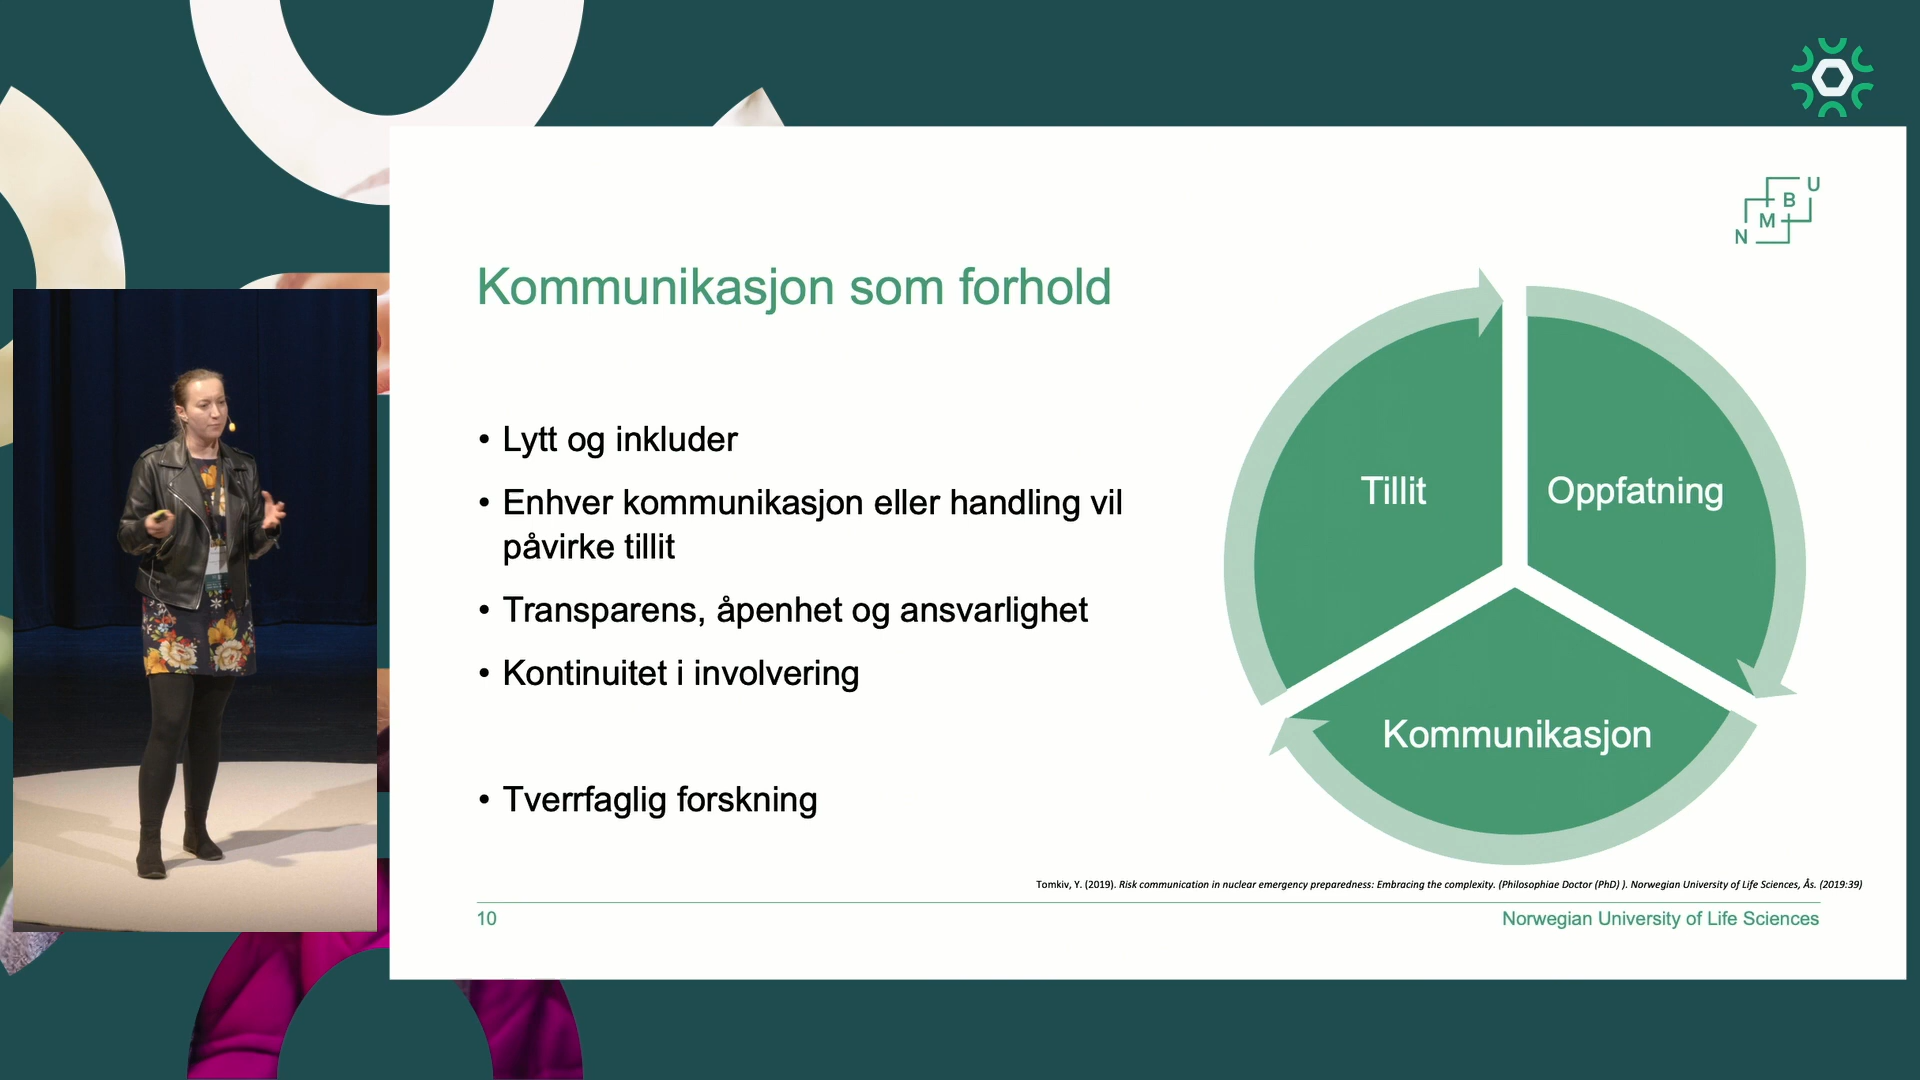 N M B U
Kommunikasjon som forhold
• Lytt og inkluder
• Enhver kommunikasjon eller handling vil
påvirke tillit
• Transparens, åpenhet og ansvarlighet
• Kontinuitet i involvering
• Tverrfaglig forskning
Tillit
Oppfatning
Kommunikasjon
Tomkiv, Y. (2019). Risk communication in nuclear emergency preparedness: Embracing the complexity. (Philosophiae Doctor (PhD) ). Norwegian University of Life Sciences, Ås. (2019:39)
10
Norwegian University of Life Sciences